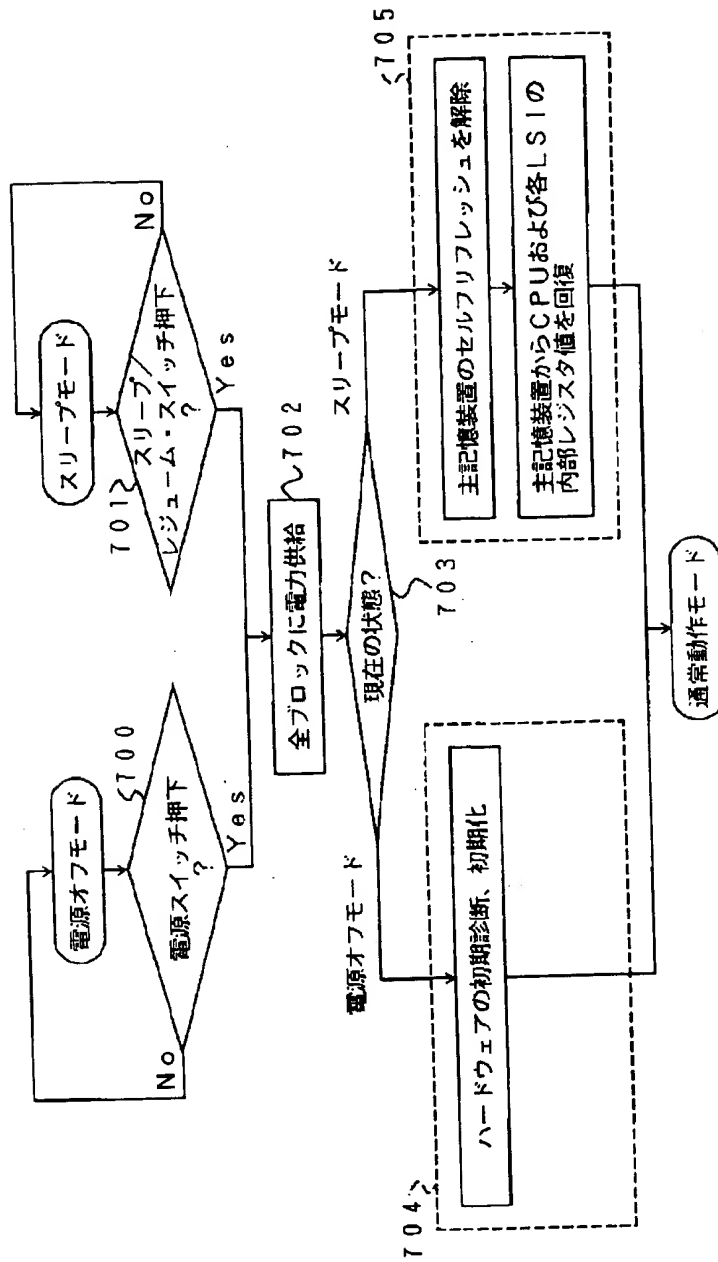 電源オフモード
電源スイッチ押下
?
700
No
Yes
スリープモード
701
スリープ/
レジューム・スイッチ押下
?
No
Yes
全ブロックに電力供給
702
現在の状態?
703
電源オフモード
スリープモード
704
ハードウェアの初期診断、初期化
705
主記憶装置のセルフリフレッシュを解除
主記憶装置からCPUおよび各LSIの
内部レジスタ値を回復
通常動作モード